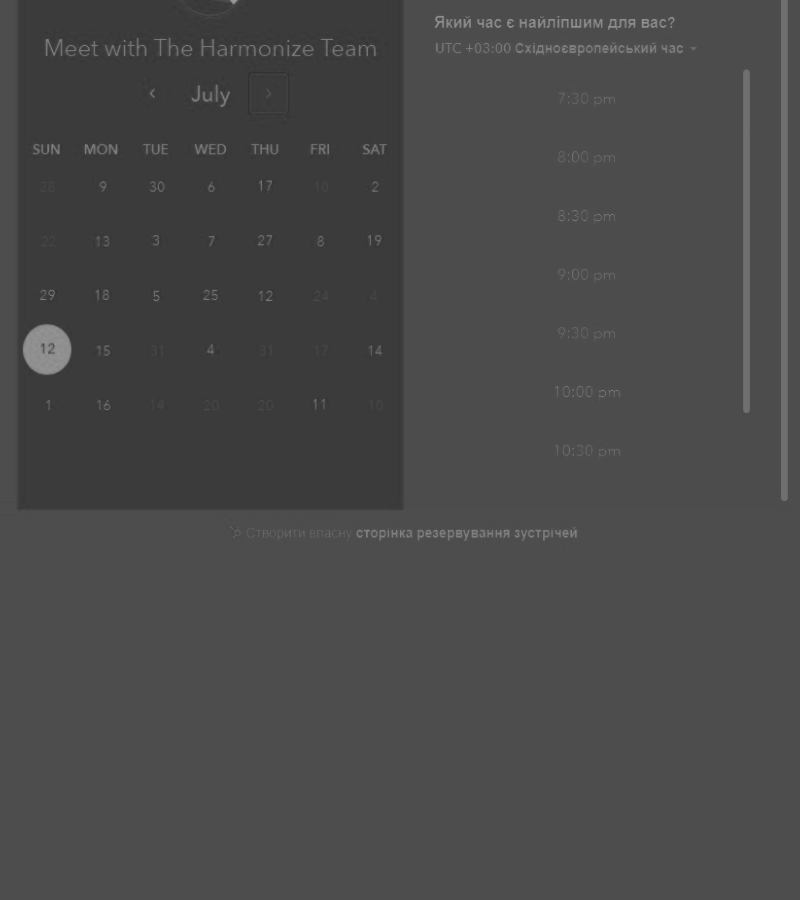 Meet with The Harmonize Team
July
SUN MON TUE WED THU FRI SAT
28 9 30 6 17 10 2
22 13 3 7 27 8 19
29 18 5 25 12 24 4
12 15 31 4 31 17 14
1 16 14 20 20 11 10
Який час є найліпшим для вас?
UTC +03:00 Східноєвропейський час
7:30 pm
8:00 pm
8:30 pm
9:00 pm
9:30 pm
10:00 pm
10:30 pm
Створити власну сторінка резервування зустрічей